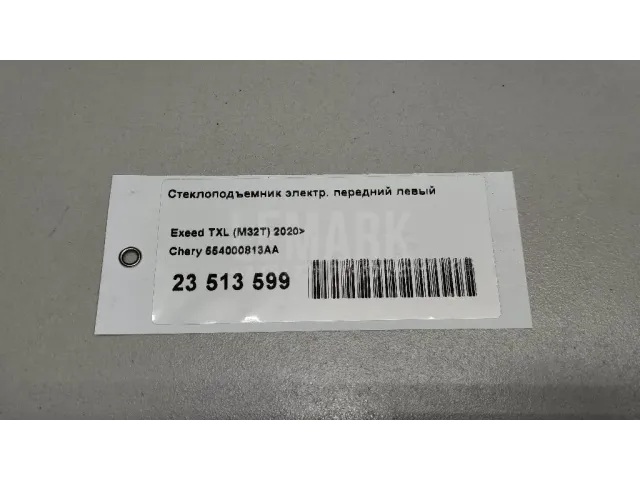 Стеклоподъемник электр. передний левый
Exeed TXL (M32T) 2020>
Chery 554000813AA
23 513 599